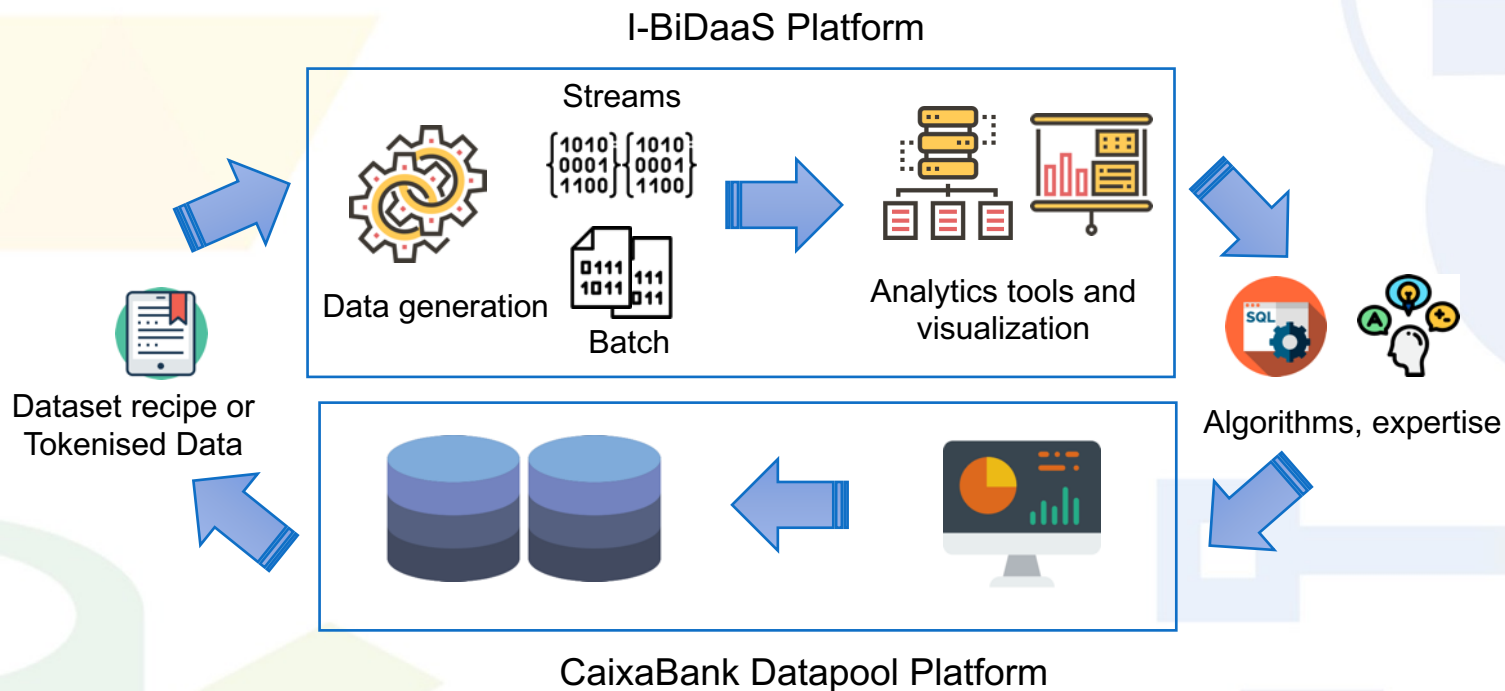 I-BiDaaS Platform
Streams
{1010} {1010}
{0001} {0001}
{1100} {1100}
Data generation
0111
1011
111
011
Batch
Analytics tools and
visualization
SQL
A
Dataset recipe or
Tokenised Data
Algorithms, expertise
CaixaBank Datapool Platform